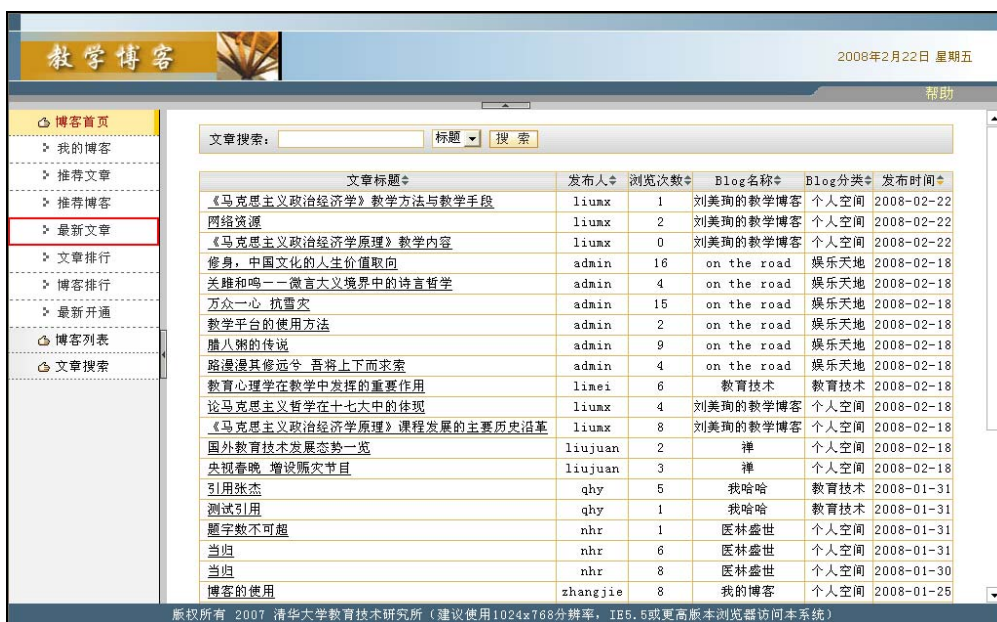 教学博客
2008年2月22日 星期五
帮助
博客首页
我的博客
推荐文章
推荐博客
最新文章
文章排行
博客排行
最新开通
博客列表
文章搜索
文章搜索： 标题 搜 索
文章标题 发布人 浏览次数 Blog名称 Blog分类 发布时间
《马克思主义政治经济学》教学方法与教学手段 liumx 1 刘美珣的教学博客 个人空间 2008-02-22
网络资源 liumx 2 刘美珣的教学博客 个人空间 2008-02-22
《马克思主义政治经济学原理》教学内容 liumx 0 刘美珣的教学博客 个人空间 2008-02-22
修身，中国文化的人生价值取向 admin 16 on the road 娱乐天地 2008-02-18
关雎和鸣——微言大义境界中的诗言哲学 admin 4 on the road 娱乐天地 2008-02-18
万众一心 抗雪灾 admin 15 on the road 娱乐天地 2008-02-18
教学平台的使用方法 admin 2 on the road 娱乐天地 2008-02-18
腊八粥的传说 admin 9 on the road 娱乐天地 2008-02-18
路漫漫其修远兮 吾将上下而求索 admin 4 on the road 娱乐天地 2008-02-18
教育心理学在教学中发挥的重要作用 limei 6 教育技术 教育技术 2008-02-18
论马克思主义哲学在十七大中的体现 liumx 4 刘美珣的教学博客 个人空间 2008-02-18
《马克思主义政治经济学原理》课程发展的主要历史沿革 liumx 8 刘美珣的教学博客 个人空间 2008-02-18
国外教育技术发展态势一览 liujuan 2 禅 个人空间 2008-02-18
央视春晚 增设赈灾节目 liujuan 3 禅 个人空间 2008-02-18
引用张杰 qhy 5 我哈哈 教育技术 2008-01-31
测试引用 qhy 1 我哈哈 教育技术 2008-01-31
题字数不可超 nhr 1 医林盛世 个人空间 2008-01-31
当归 nhr 6 医林盛世 个人空间 2008-01-31
当归 nhr 8 医林盛世 个人空间 2008-01-30
博客的使用 zhangjie 8 我的博客 个人空间 2008-01-25
版权所有 2007 清华大学教育技术研究所（建议使用1024x768分辨率，IE5.5或更高版本浏览器访问本系统）